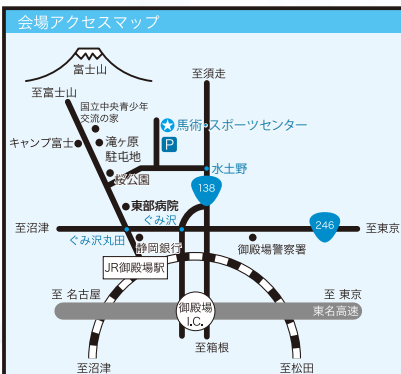 会場アクセスマップ
富士山
至富士山
至須走
国立中央青少年
交流の家
馬術・スポーツセンター
キャンプ富士
滝ヶ原
駐屯地
P
桜公園
水土野
138
東部病院
ぐみ沢
246
至沼津
至東京
ぐみ沢丸田
静岡銀行
御殿場警察署
JR御殿場駅
至 名古屋
御殿場
I.C.
至 東京
東名高速
至箱根
至沼津
至松田